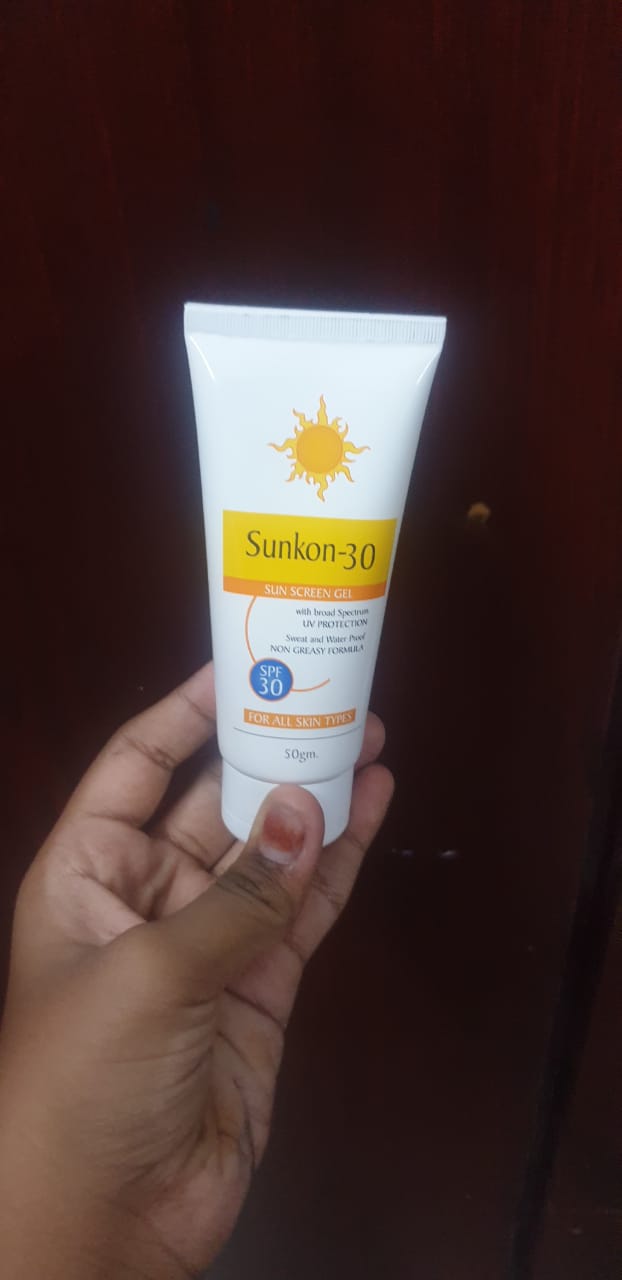 Sunkon-30
SUN SCREEN GEL
with broad Spectrum
UV PROTECTION
Sweat and Water Proof
NON GREASY FORMULA
SPF
30
FOR ALL SKIN TYPES
50gm.